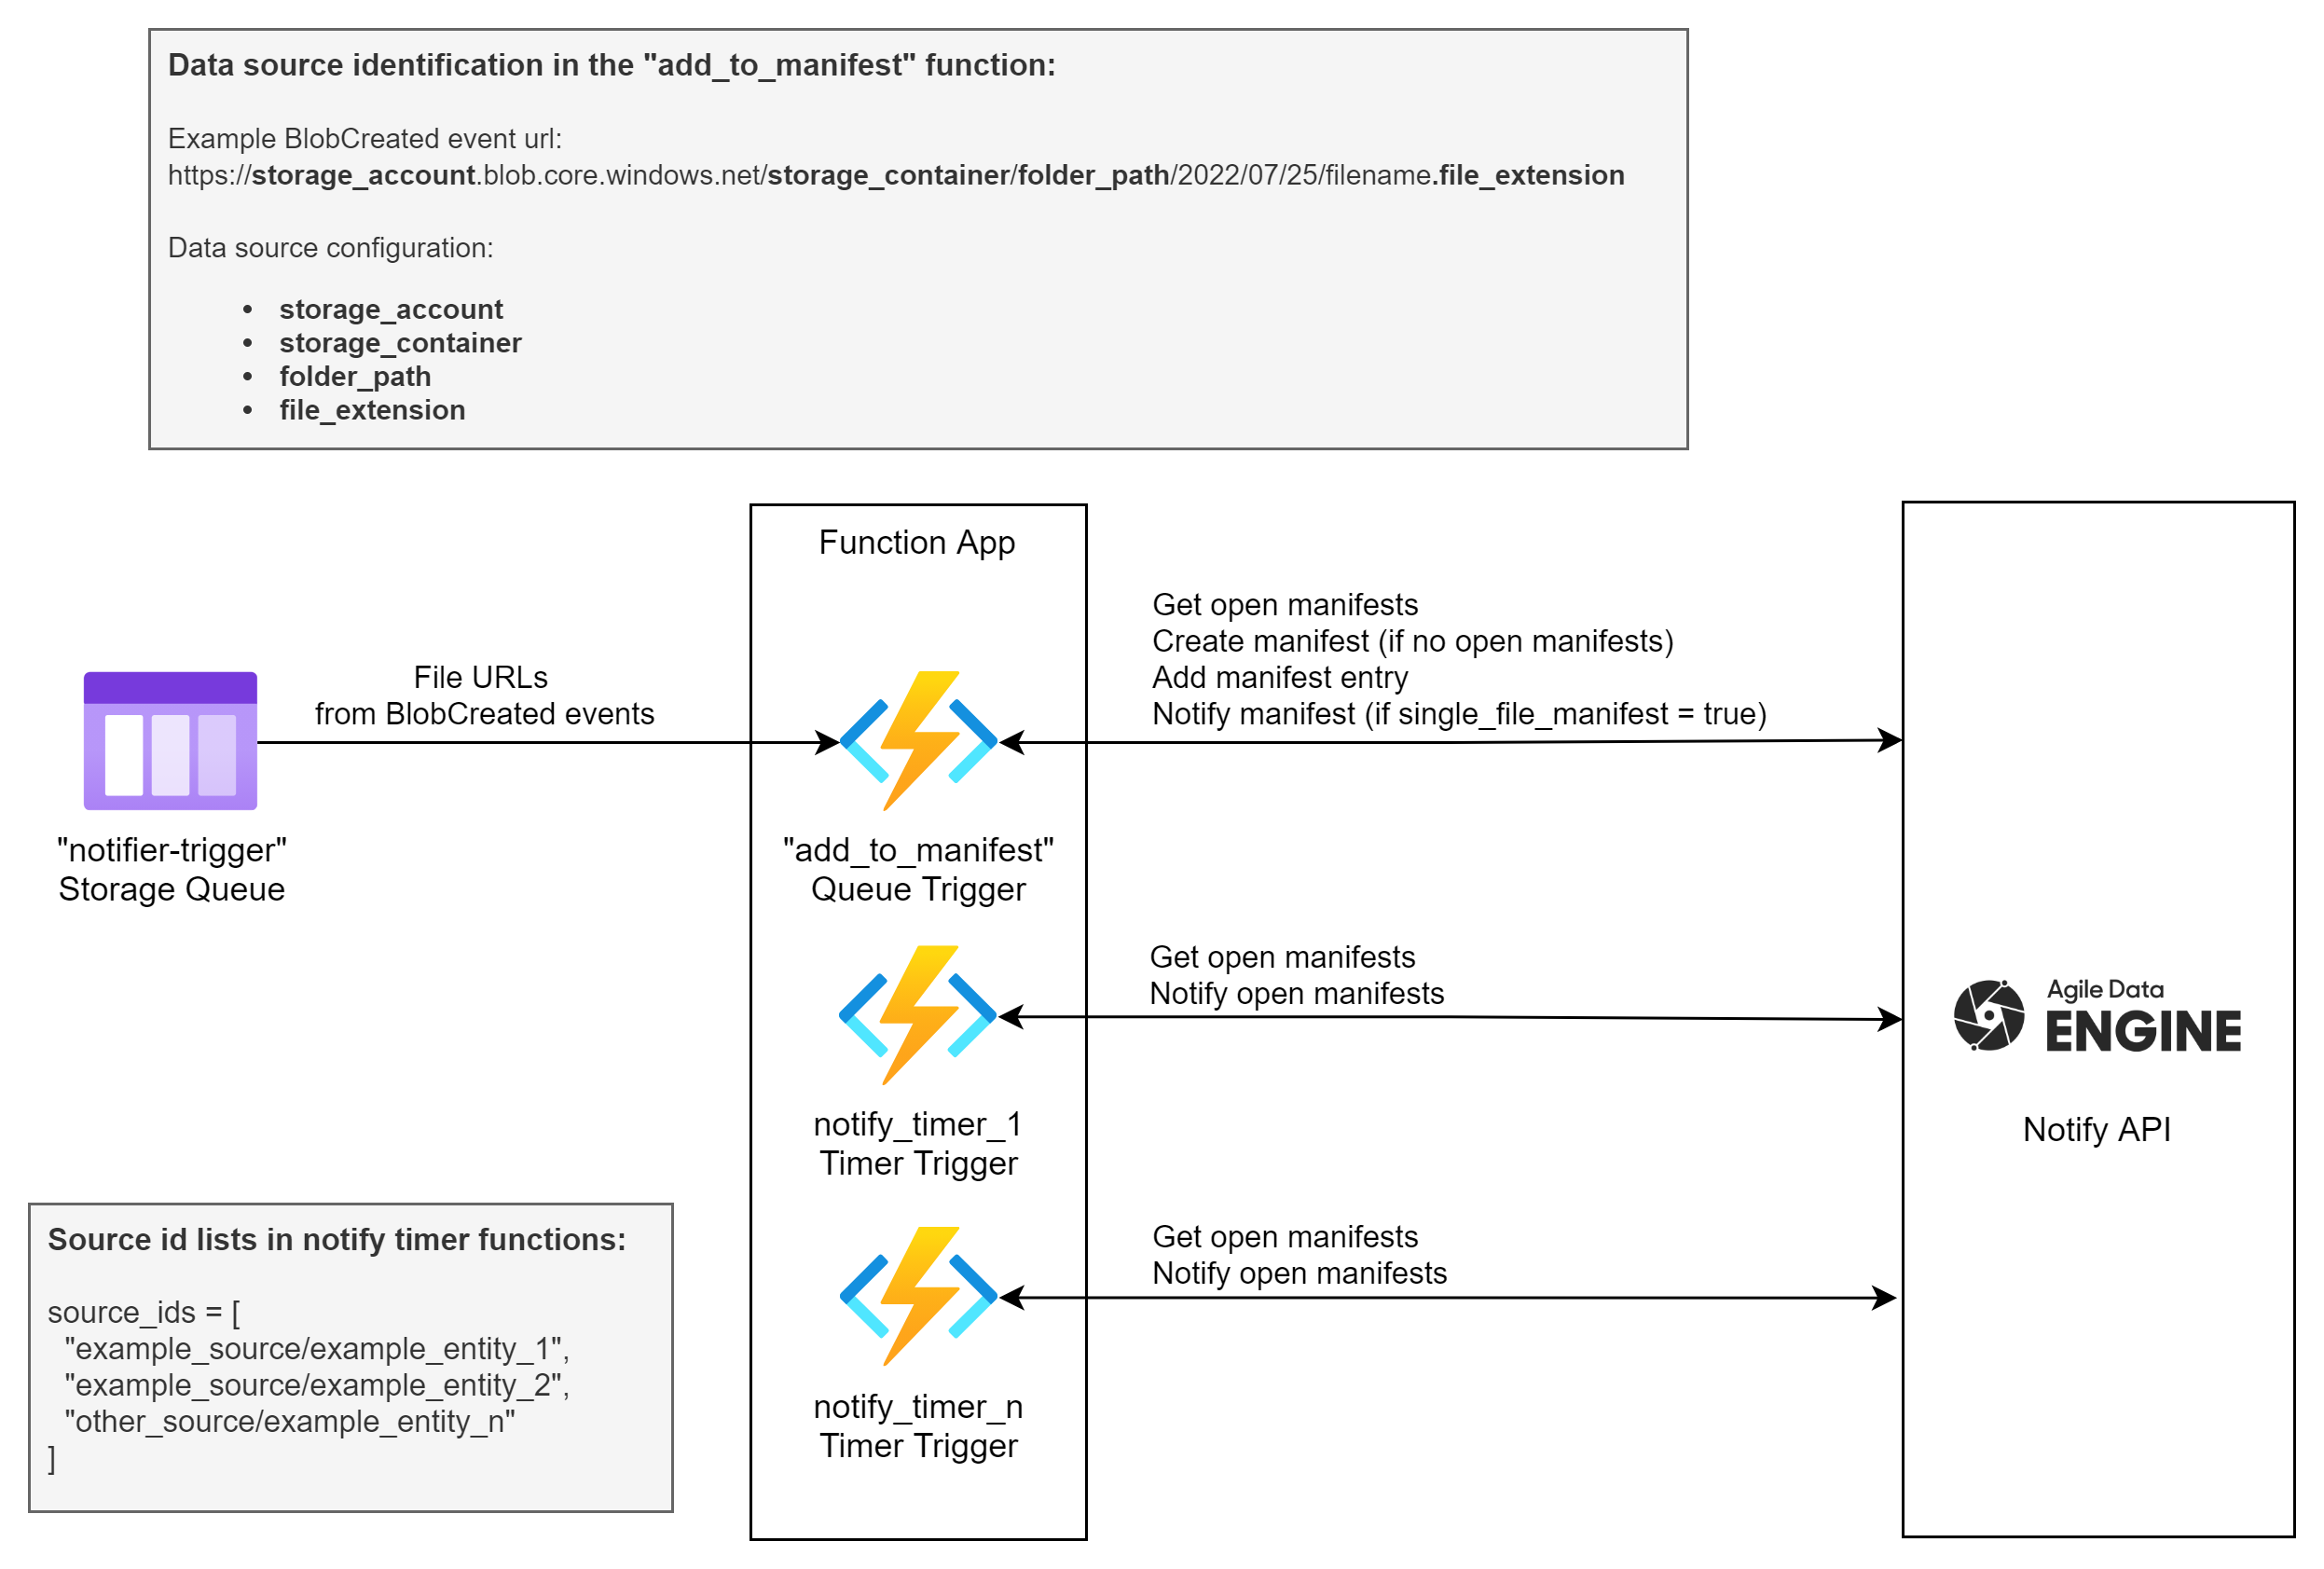 Data source identification in the "add_to_manifest" function:
Example BlobCreated event url:
https://storage_account.blob.core.windows.net/storage_container/folder_path/2022/07/25/filename.file_extension
Data source configuration:
• storage_account
• storage_container
• folder_path
• file_extension
Function App
File URLs
from BlobCreated events
Get open manifests
Create manifest (if no open manifests)
Add manifest entry
Notify manifest (if single_file_manifest = true)
"notifier-trigger"
Storage Queue
"add_to_manifest"
Queue Trigger
Get open manifests
Notify open manifests
notify_timer_1
Timer Trigger
Agile Data
ENGINE
Notify API
Source id lists in notify timer functions:
source_ids = [
"example_source/example_entity_1",
"example_source/example_entity_2",
"other_source/example_entity_n"
]
Get open manifests
Notify open manifests
notify_timer_n
Timer Trigger